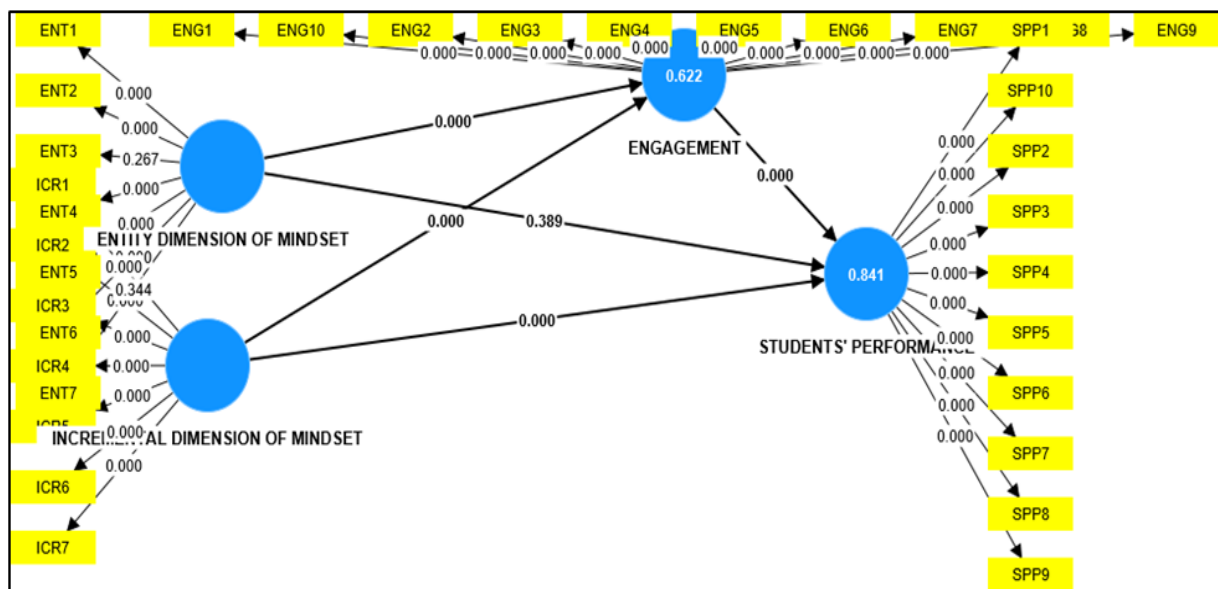 ENT1 ENG1 ENG10 ENG2 ENG3 ENG4 ENG5 ENG6 ENG7 SPP1 G8 ENG9
0.000 0.000 0.000 0.000 0.000 0.000 0.000 0.000 0.000 0.000
0.622
ENT2 0.000 SPP10
0.000 0.000 0.000
ENT3 ENGAGEMENT SPP2
0.267 0.000 0.000
ICR1 0.000
ENT4 SPP3
0.000 0.000 0.389 0.000
ICR2 ENTITY DIMENSION OF MINDSET 0.000
ENT5 0.000 0.841 0.000 SPP4
0.344
ICR3 0.000 0.000
ENT6 0.000 0.000 SPP5
0.000 STUDENTS' PERFORMANCE
ICR4 0.000 0.000
ENT7 0.000 SPP6
ICR5 0.000
INCREMENTAL DIMENSION OF MINDSET 0.000
0.000 SPP7
0.000
ICR6
SPP8
ICR7
SPP9